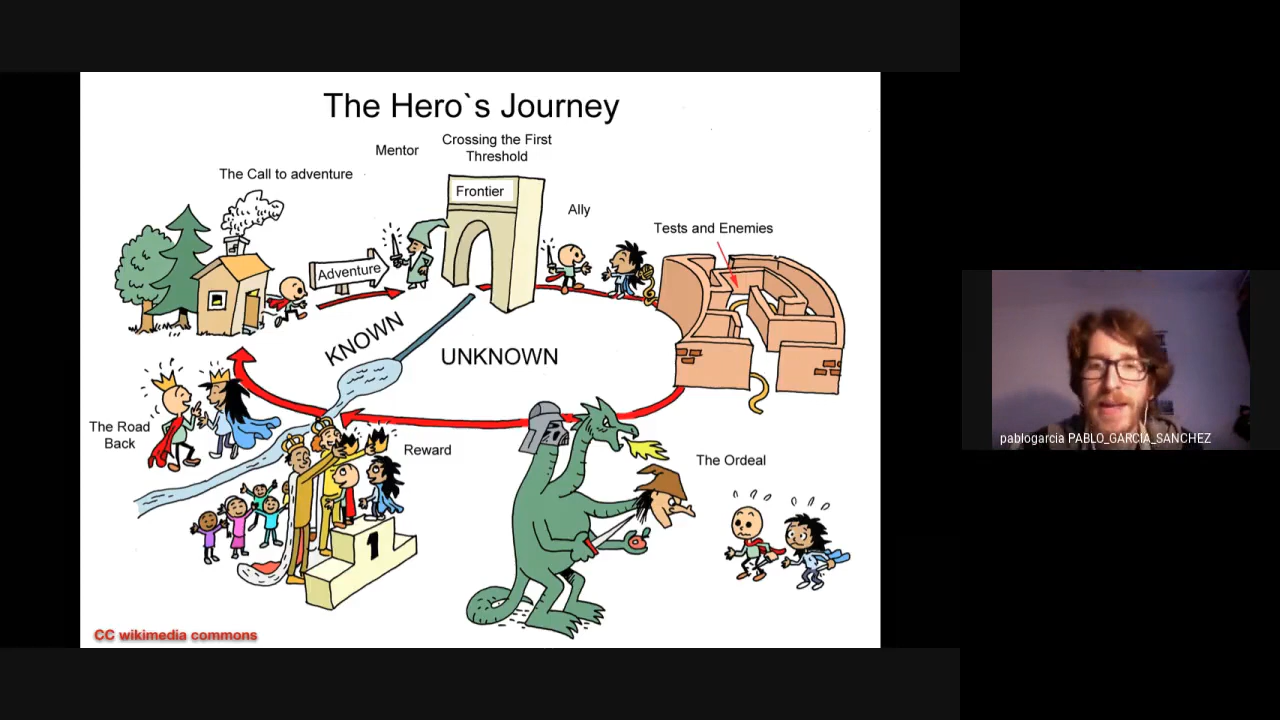 The Hero`s Journey
Crossing the First
Threshold
Mentor
The Call to adventure
Frontier
Ally
Tests and Enemies
Adventure
KNOWN
UNKNOWN
The Road
Back
Reward
The Ordeal
1
CC wikimedia commons
pablogarcia PABLO_GARCIA_SANCHEZ